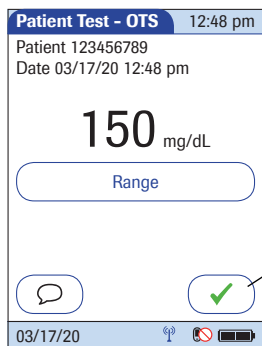 Patient Test - OTS 12:48 pm
Patient 123456789
Date 03/17/20 12:48 pm
150 mg/dL
Range
03/17/20